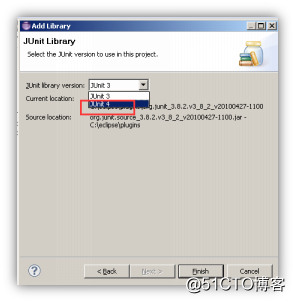 Add Library
JUnit Library
Select the JUnit version to use in this project.
JUnit library version: JUnit 3
JUnit 3
JUnit 4
Current location: org.junit_3.8.2.v3_8_2_v20100427-1100
Source location: org.junit.source_3.8.2.v3_8_2_v20100427-1100.jar -
C:\eclipse\plugins
? < Back Next > Finish Cancel
@51CTO博客